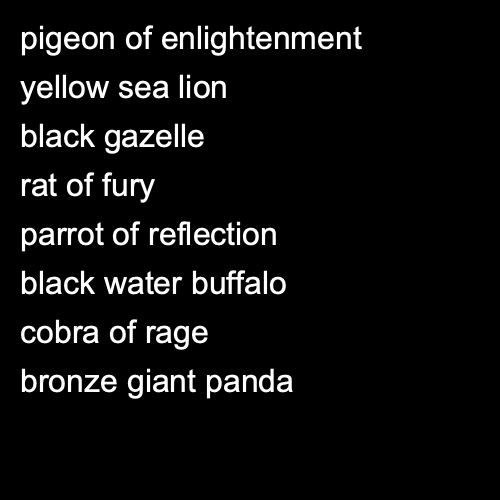 pigeon of enlightenment
yellow sea lion
black gazelle
rat of fury
parrot of reflection
black water buffalo
cobra of rage
bronze giant panda